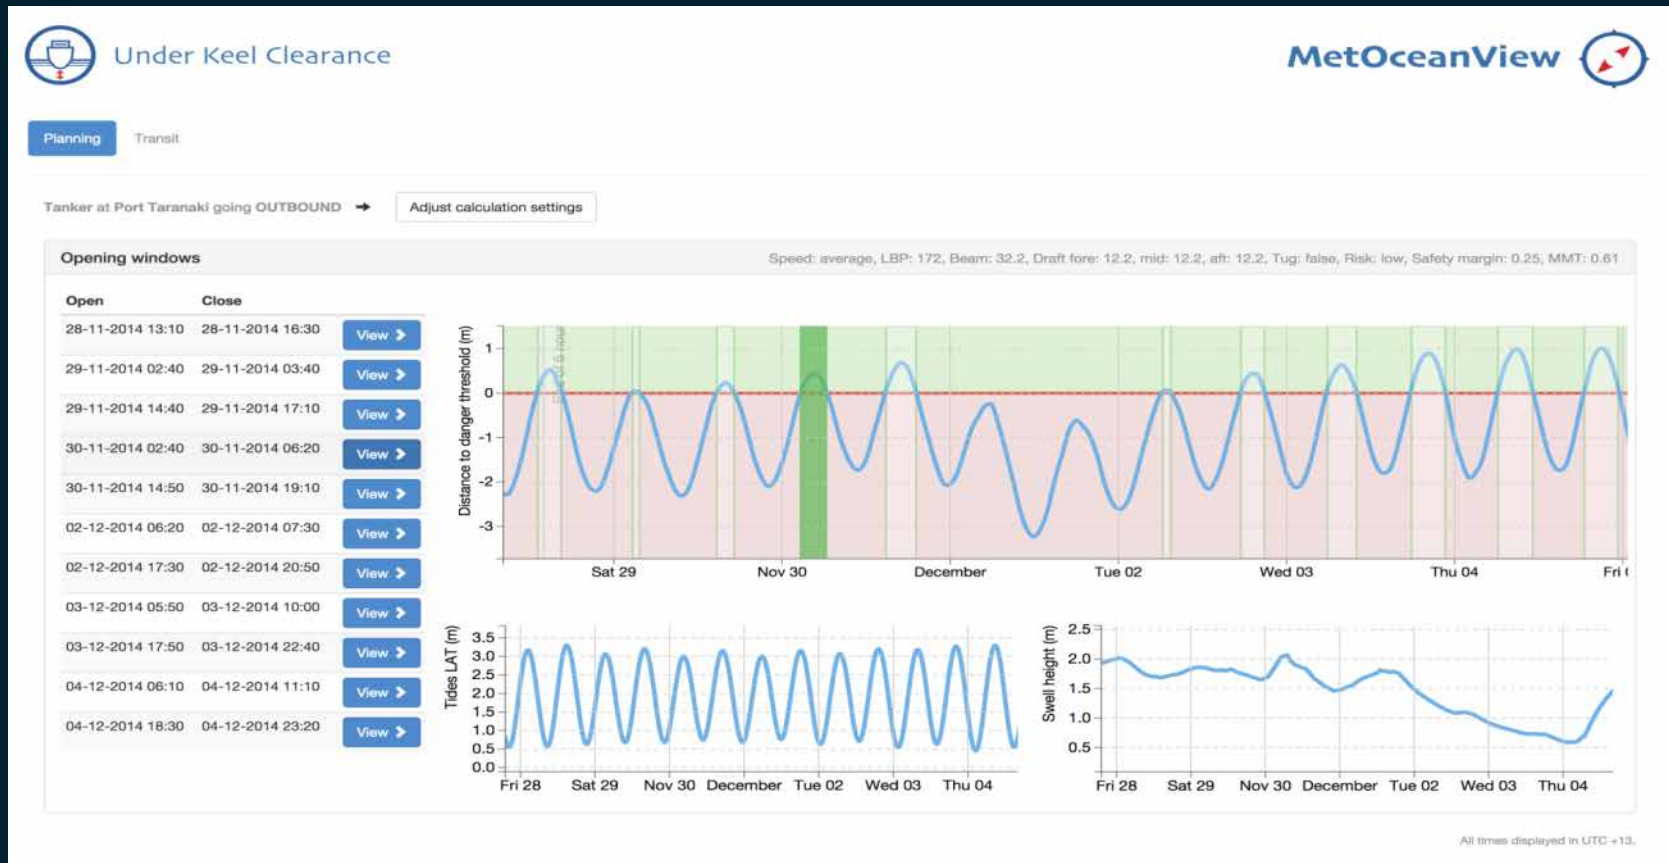 Under Keel Clearance
MetOceanView
Planning
Transit
Tanker at Port Taranaki going OUTBOUND
Adjust calculation settings
Opening windows
Speed: average, LBP: 172, Beam: 32.2, Draft fore: 12.2, mid: 12.2, aft: 12.2, Tug: false, Risk: low, Safety margin: 0.25, MMT: 0.61
Open Close
28-11-2014 13:10 28-11-2014 16:30 View
29-11-2014 02:40 29-11-2014 03:40 View
29-11-2014 14:40 29-11-2014 17:10 View
30-11-2014 02:40 30-11-2014 06:20 View
30-11-2014 14:50 30-11-2014 19:10 View
02-12-2014 06:20 02-12-2014 07:30 View
02-12-2014 17:30 02-12-2014 20:50 View
03-12-2014 05:50 03-12-2014 10:00 View
03-12-2014 17:50 03-12-2014 22:40 View
04-12-2014 06:10 04-12-2014 11:10 View
04-12-2014 18:30 04-12-2014 23:20 View
Distance to danger threshold (m)
1
0
-1
-2
-3
Sat 29 Nov 30 December Tue 02 Wed 03 Thu 04 Fri
Tides LAT (m)
3.5
3.0
2.5
2.0
1.5
1.0
0.5
0.0
Fri 28 Sat 29 Nov 30 December Tue 02 Wed 03 Thu 04
Swell height (m)
2.5
2.0
1.5
1.0
0.5
Fri 28 Sat 29 Nov 30 December Tue 02 Wed 03 Thu 04
All times displayed in UTC +13.